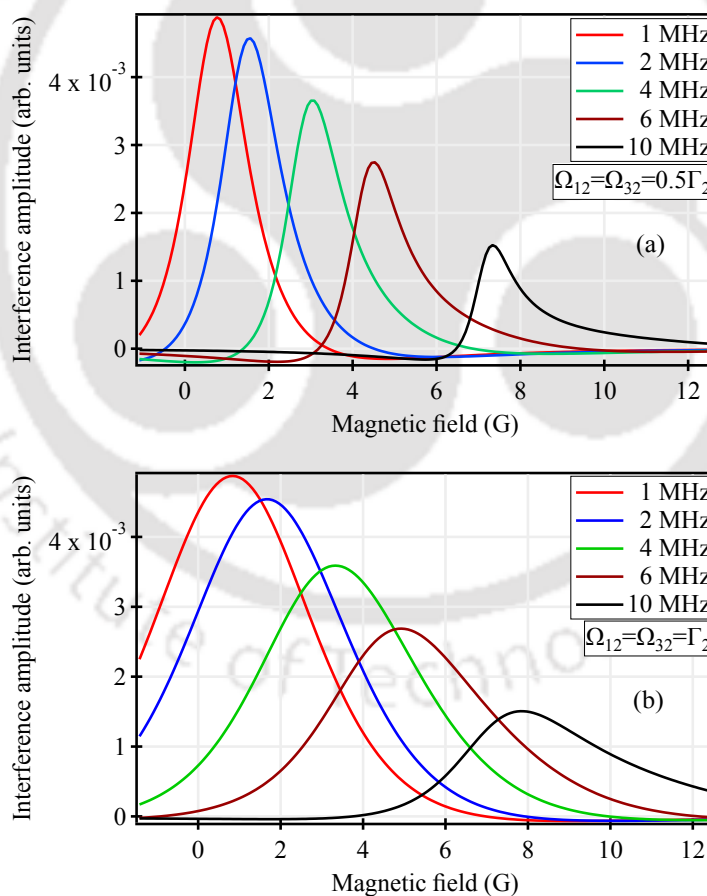 Interference amplitude (arb. units)
4 x 10⁻³
3
2
1
0
0 2 4 6 8 10 12
Magnetic field (G)
1 MHz
2 MHz
4 MHz
6 MHz
10 MHz
Ω₁₂=Ω₃₂=0.5Γ₂
(a)
Interference amplitude (arb. units)
4 x 10⁻³
3
2
1
0
0 2 4 6 8 10 12
Magnetic field (G)
1 MHz
2 MHz
4 MHz
6 MHz
10 MHz
Ω₁₂=Ω₃₂=Γ₂
(b)
Institute of Techno